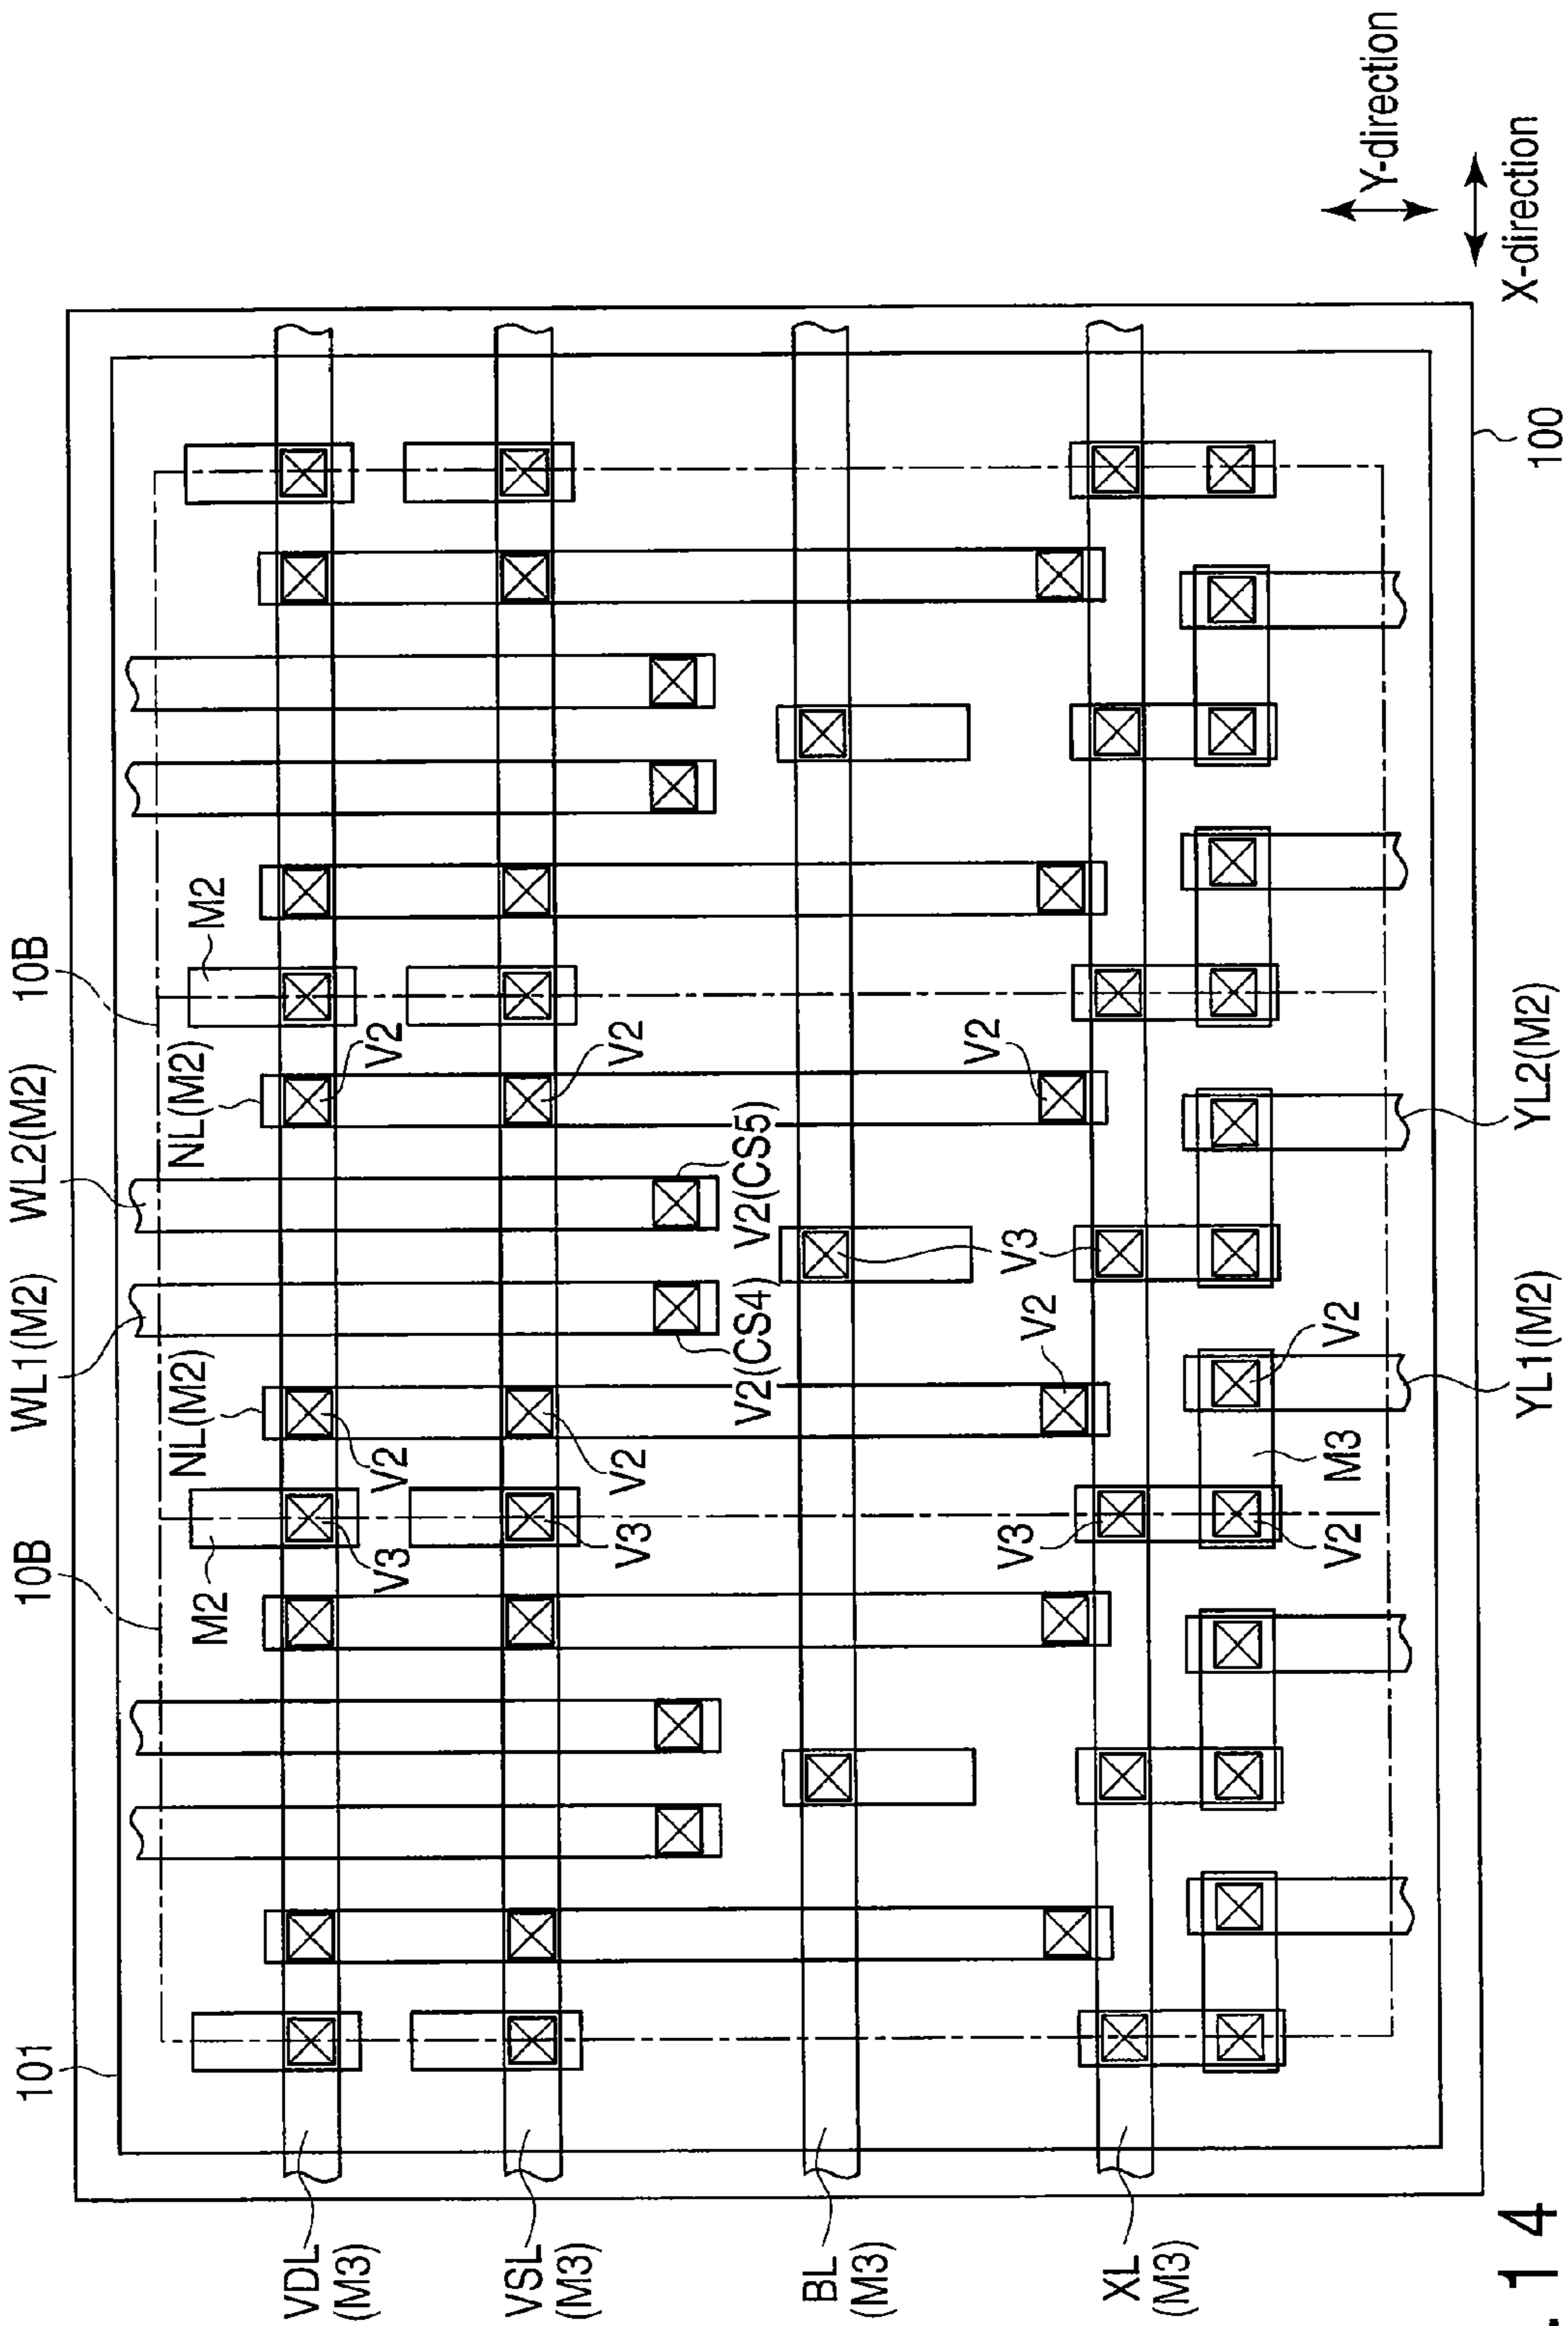 101
10B
WL1(M2)
WL2(M2)
10B
VDL
(M3)
M2
V3
NL(M2)
V2
NL(M2)
V2
M2
VSL
(M3)
V3
V2
V2
V2(CS4)
V2(CS5)
BL
(M3)
V3
V2
V3
V2
XL
(M3)
V2
M3
V2
YL1(M2)
YL2(M2)
100
Y-direction
X-direction
. 14